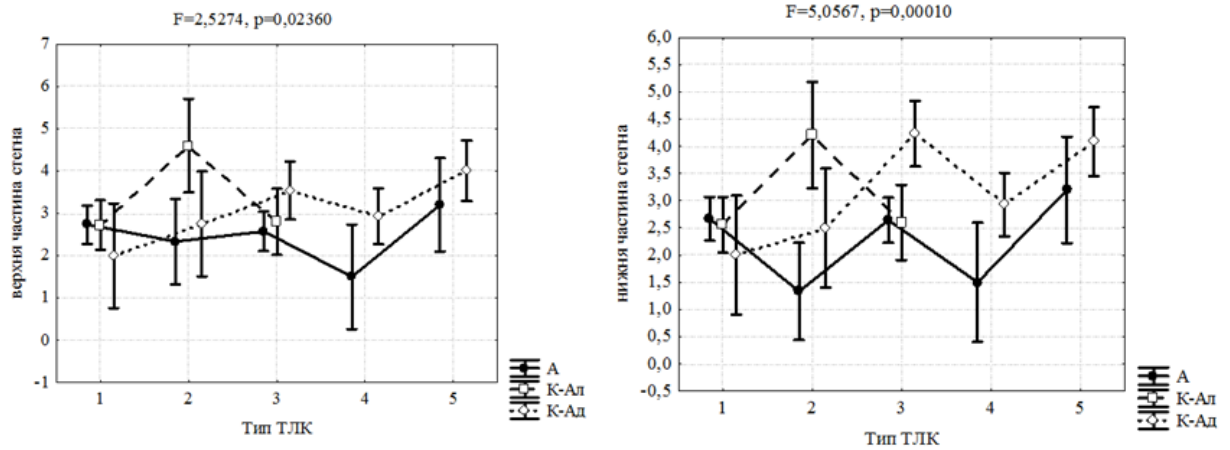 F=2,5274, p=0,02360
7
6
5
4
3
2
1
0
-1
верхня частина стегна
1 2 3 4 5
Тип ТЛК
А
К-Ал
К-Ад
F=5,0567, p=0,00010
6,0
5,5
5,0
4,5
4,0
3,5
3,0
2,5
2,0
1,5
1,0
0,5
0,0
-0,5
нижня частина стегна
1 2 3 4 5
Тип ТЛК
А
К-Ал
К-Ад